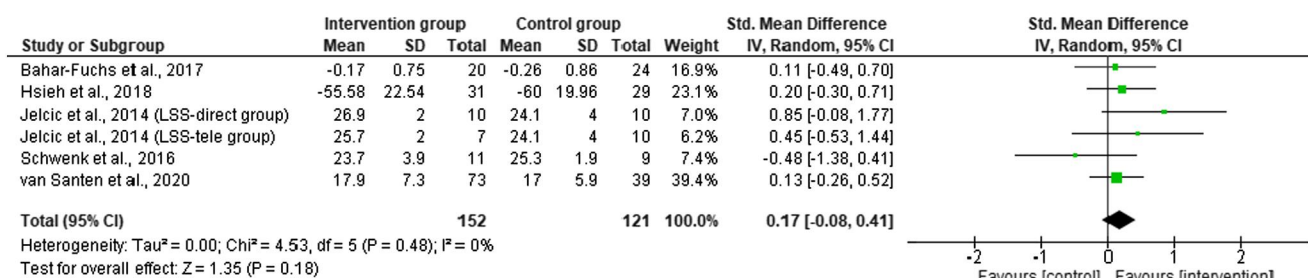 Intervention group Control group Std. Mean Difference Std. Mean Difference
Study or Subgroup Mean SD Total Mean SD Total Weight IV, Random, 95% CI IV, Random, 95% CI
Bahar-Fuchs et al., 2017 -0.17 0.75 20 -0.26 0.86 24 16.9% 0.11 [-0.49, 0.70]
Hsieh et al., 2018 -55.58 22.54 31 -60 19.96 29 23.1% 0.20 [-0.30, 0.71]
Jelcic et al., 2014 (LSS-direct group) 26.9 2 10 24.1 4 10 7.0% 0.85 [-0.08, 1.77]
Jelcic et al., 2014 (LSS-tele group) 25.7 2 7 24.1 4 10 6.2% 0.45 [-0.53, 1.44]
Schwenk et al., 2016 23.7 3.9 11 25.3 1.9 9 7.4% -0.48 [-1.38, 0.41]
van Santen et al., 2020 17.9 7.3 73 17 5.9 39 39.4% 0.13 [-0.26, 0.52]
Total (95% CI) 152 121 100.0% 0.17 [-0.08, 0.41]
Heterogeneity: Tau² = 0.00; Chi² = 4.53, df = 5 (P = 0.48); I² = 0%
Test for overall effect: Z = 1.35 (P = 0.18)
-2 -1 0 1 2
Favours [control] Favours [intervention]